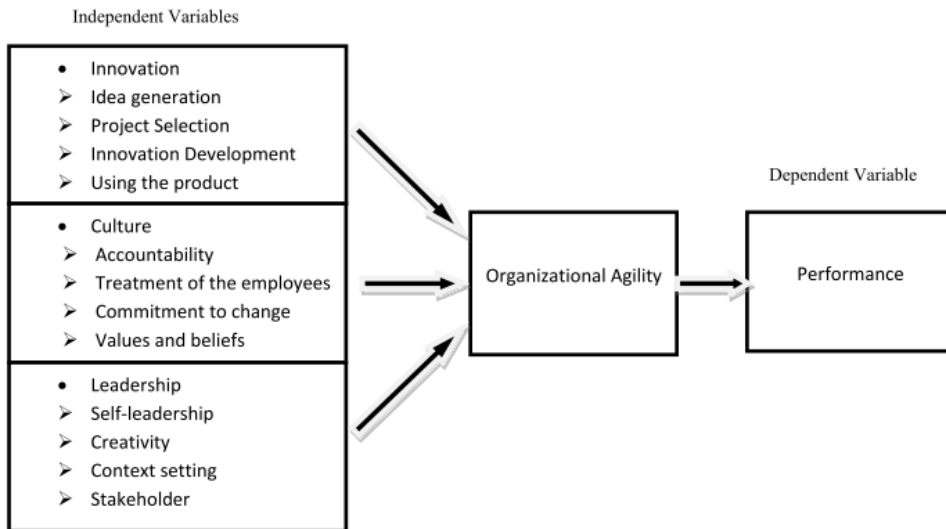 Independent Variables
• Innovation
➢ Idea generation
➢ Project Selection
➢ Innovation Development
➢ Using the product
• Culture
➢ Accountability
➢ Treatment of the employees
➢ Commitment to change
➢ Values and beliefs
• Leadership
➢ Self-leadership
➢ Creativity
➢ Context setting
➢ Stakeholder
Organizational Agility
Dependent Variable
Performance